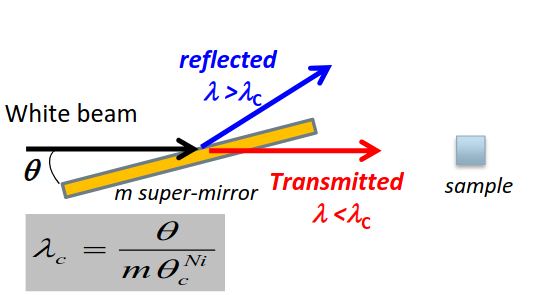 reflected
λ >λc
White beam
θ
m super-mirror
Transmitted
λ <λc
sample
λc = θ / m θc^Ni